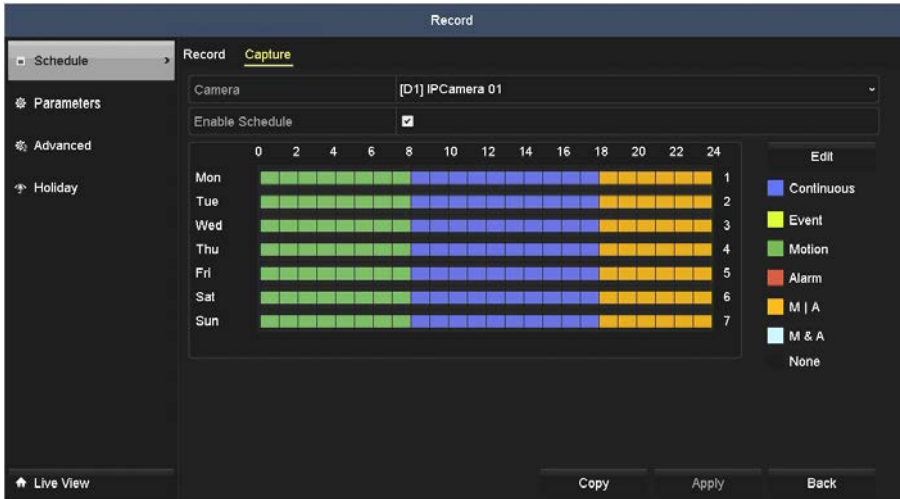 Record
Schedule
Parameters
Advanced
Holiday
Live View
Record Capture
Camera [D1] IPCamera 01
Enable Schedule
0 2 4 6 8 10 12 14 16 18 20 22 24
Mon 1
Tue 2
Wed 3
Thu 4
Fri 5
Sat 6
Sun 7
Edit
Continuous
Event
Motion
Alarm
M | A
M & A
None
Copy Apply Back